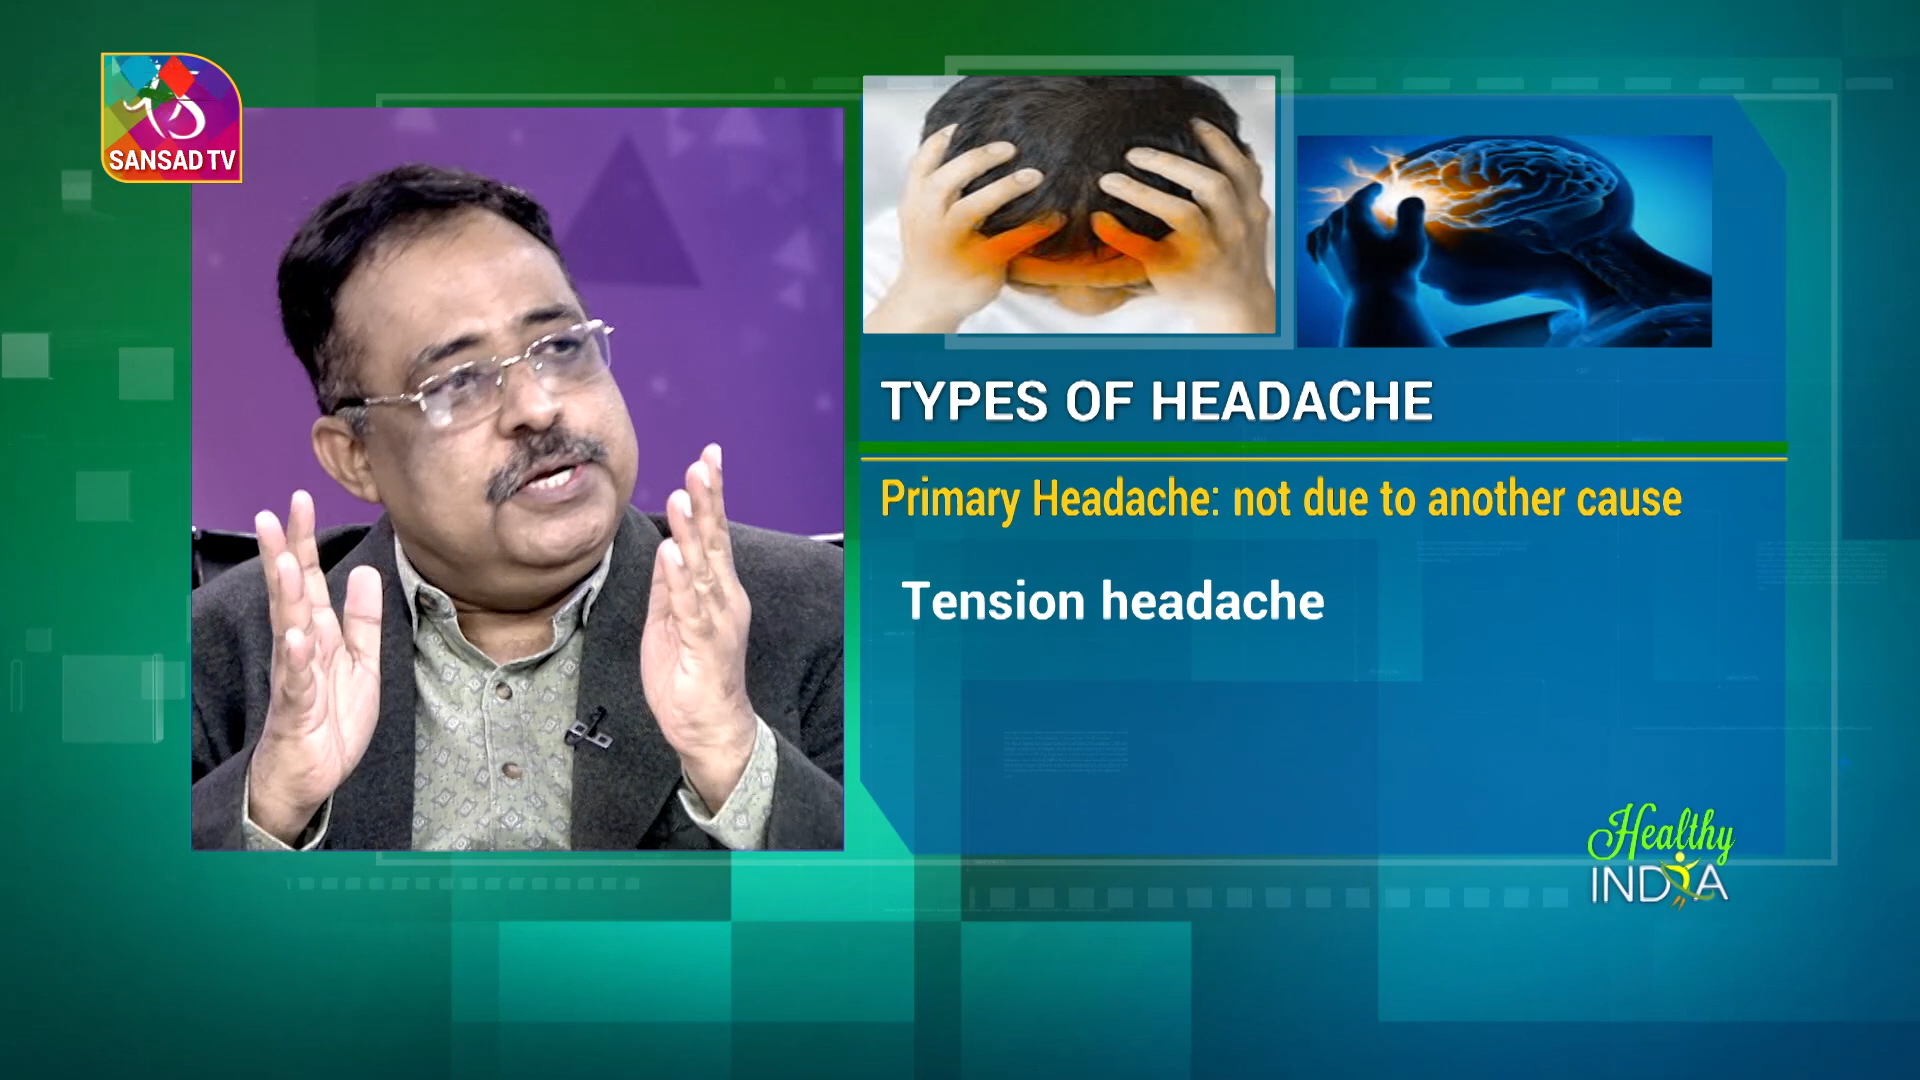 SANSAD TV
TYPES OF HEADACHE
Primary Headache: not due to another cause
Tension headache
Healthy
INDIA